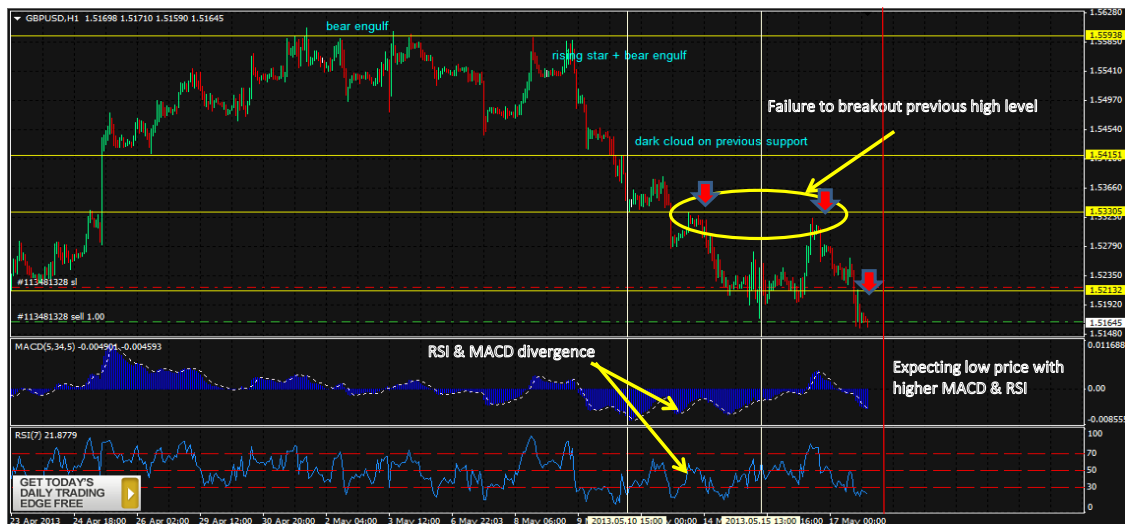 GBPUSD,H1 1.51698 1.51710 1.51590 1.51645
bear engulf
rising star + bear engulf
Failure to breakout previous high level
dark cloud on previous support
1.56280
1.55938
1.55410
1.54970
1.54540
1.54151
1.53660
1.53305
1.52790
1.52350
1.52132
1.51920
1.51645
1.51480
#113481328 sl
#113481328 sell 1.00
MACD(5,34,5) -0.004901 -0.004593
RSI & MACD divergence
Expecting low price with
higher MACD & RSI
0.011688
0.00
-0.008555
RSI(7) 21.8779
100
70
50
30
0
GET TODAY'S
DAILY TRADING
EDGE FREE
23 Apr 2013 24 Apr 18:00 26 Apr 02:00 29 Apr 12:00 30 Apr 20:00 2 May 04:00 3 May 12:00 6 May 22:03 8 May 06:00 2013.05.10 15:00 2013.05.15 13:00 16:00 17 May 00:00